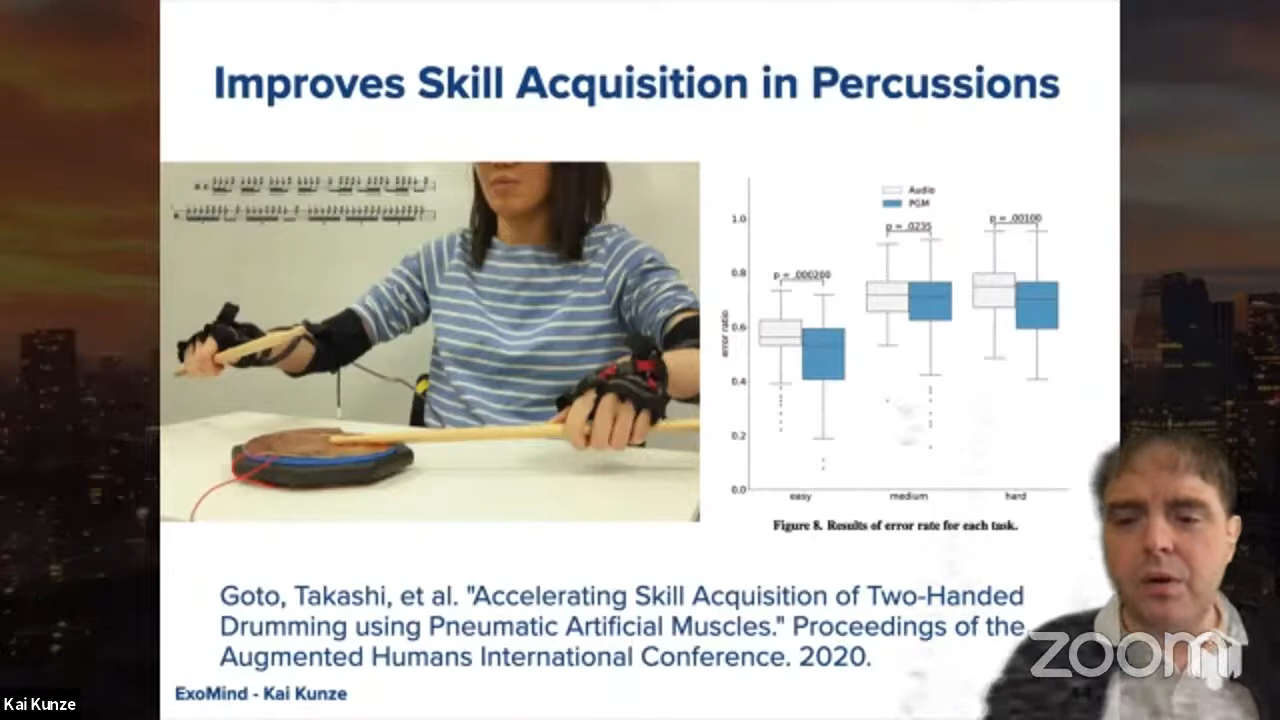 Improves Skill Acquisition in Percussions
Audio
PGM
p = .000200
p = .0235
p = .00100
1.0
0.8
0.6
0.4
0.2
0.0
error ratio
easy
medium
hard
Figure 8. Results of error rate for each task.
Goto, Takashi, et al. "Accelerating Skill Acquisition of Two-Handed
Drumming using Pneumatic Artificial Muscles." Proceedings of the
Augmented Humans International Conference. 2020.
ExoMind - Kai Kunze
zoom
Kai Kunze